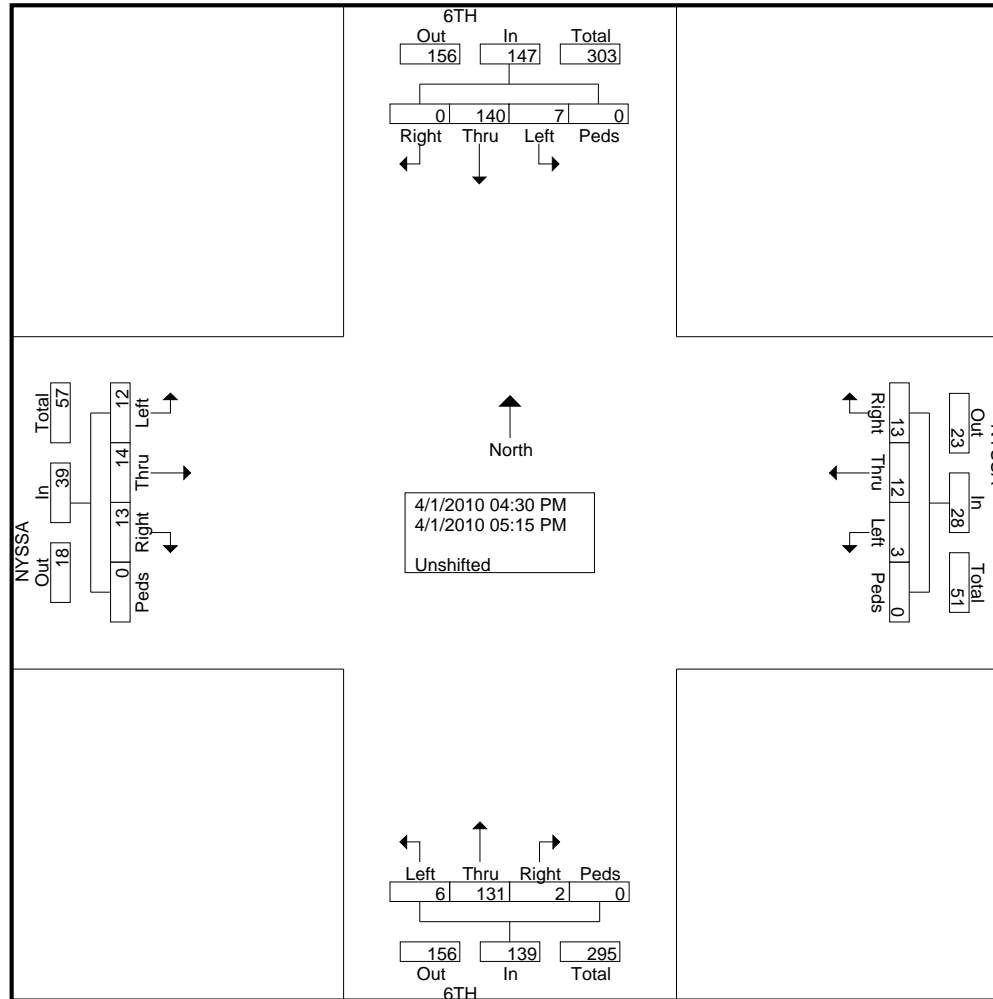 6TH
Out In Total
156 147 303
0 140 7 0
Right Thru Left Peds
NYSSA
Total In Out
57 39 18
12 14 13 0
Left Thru Right Peds
North
4/1/2010 04:30 PM
4/1/2010 05:15 PM
Unshifted
Right Thru Left Peds
13 12 3 0
Out In Total
23 28 51
Left Thru Right Peds
6 131 2 0
156 139 295
Out In Total
6TH